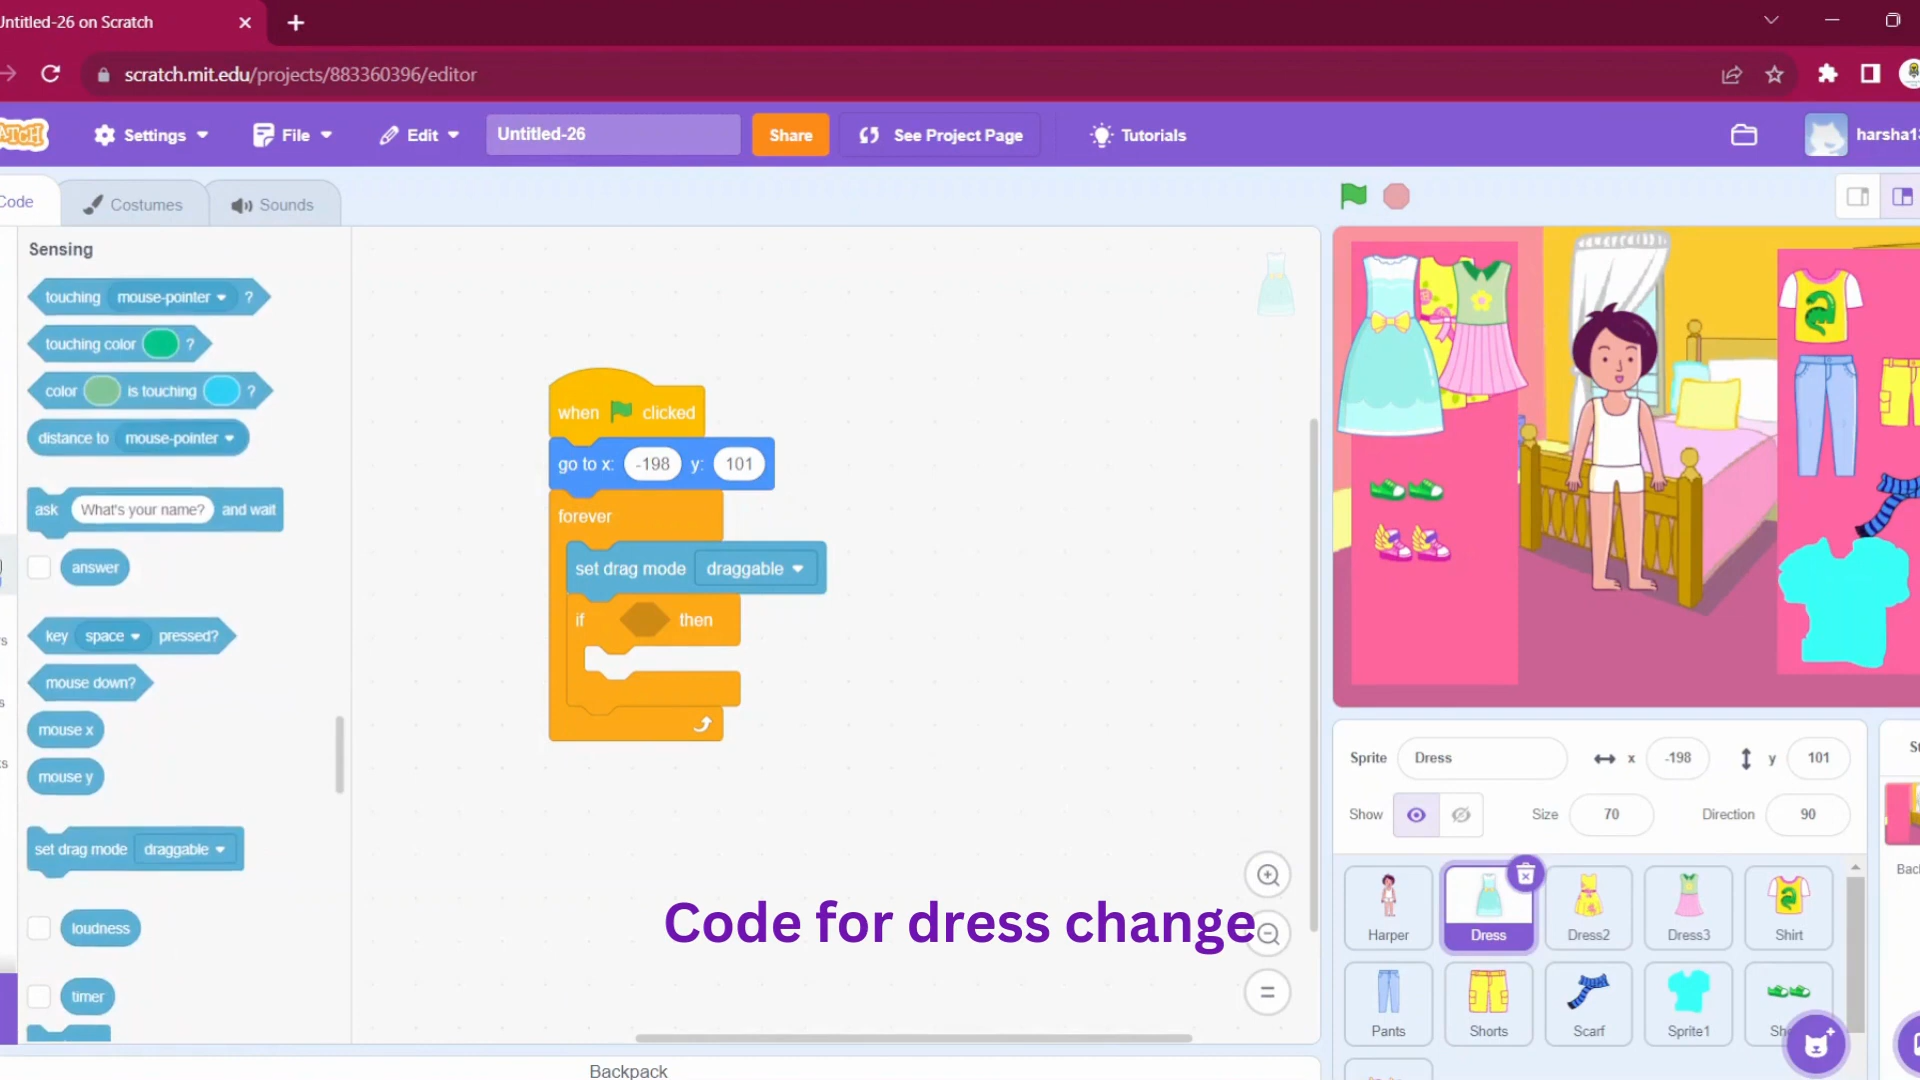 Untitled-26 on Scratch
scratch.mit.edu/projects/883360396/editor
Settings
File
Edit
Untitled-26
Share
See Project Page
Tutorials
Code
Costumes
Sounds
Sensing
touching mouse-pointer ?
touching color ?
color is touching ?
distance to mouse-pointer
ask What's your name? and wait
answer
key space pressed?
mouse down?
mouse x
mouse y
set drag mode draggable
loudness
timer
when clicked
go to x: -198 y: 101
forever
set drag mode draggable
if then
Code for dress change
Backpack
Sprite Dress x -198 y 101
Show Size 70 Direction 90
Harper Dress Dress2 Dress3 Shirt
Pants Shorts Scarf Sprite1